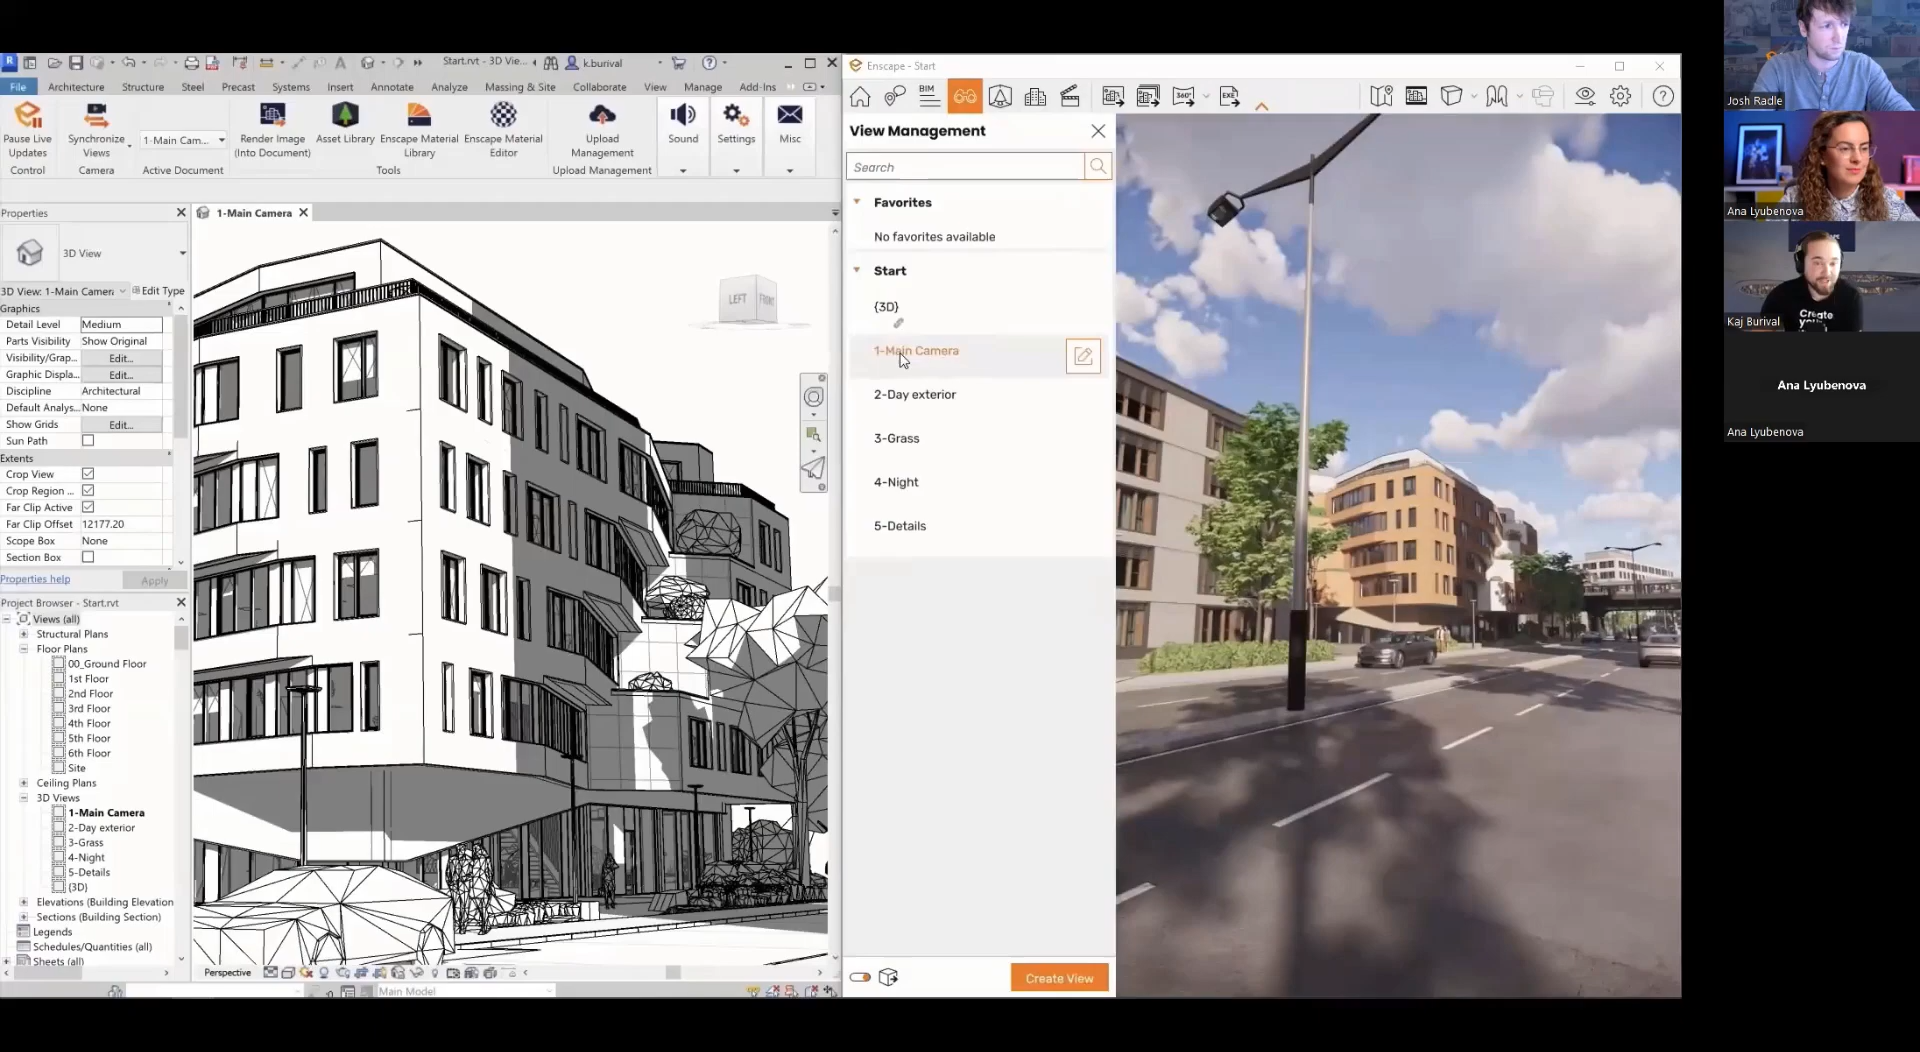 Start.rvt - 3D Vie...
k.burival
File
Architecture
Structure
Steel
Precast
Systems
Insert
Annotate
Analyze
Massing & Site
Collaborate
View
Manage
Add-Ins
Pause Live
Updates
Synchronize
Views
1-Main Cam...
Render Image
(Into Document)
Asset Library
Enscape Material
Library
Enscape Material
Editor
Upload
Management
Sound
Settings
Misc
Control
Camera
Active Document
Tools
Upload Management
Properties
3D View
3D View: 1-Main Camera
Edit Type
Graphics
Detail Level Medium
Parts Visibility Show Original
Visibility/Grap... Edit...
Graphic Displa... Edit...
Discipline Architectural
Default Analys... None
Show Grids Edit...
Sun Path
Extents
Crop View
Crop Region ...
Far Clip Active
Far Clip Offset 12177.20
Scope Box None
Section Box
Properties help
Apply
Project Browser - Start.rvt
Views (all)
Structural Plans
Floor Plans
00_Ground Floor
1st Floor
2nd Floor
3rd Floor
4th Floor
5th Floor
6th Floor
Site
Ceiling Plans
3D Views
1-Main Camera
2-Day exterior
3-Grass
4-Night
5-Details
{3D}
Elevations (Building Elevation
Sections (Building Section)
Legends
Schedules/Quantities (all)
Sheets (all)
1-Main Camera
LEFT
FRONT
Perspective
Main Model
Enscape - Start
BIM
360°
EXE
View Management
Search
Favorites
No favorites available
Start
{3D}
1-Main Camera
2-Day exterior
3-Grass
4-Night
5-Details
Create View
Josh Radle
Ana Lyubenova
Create
Kaj Burival
Ana Lyubenova
Ana Lyubenova